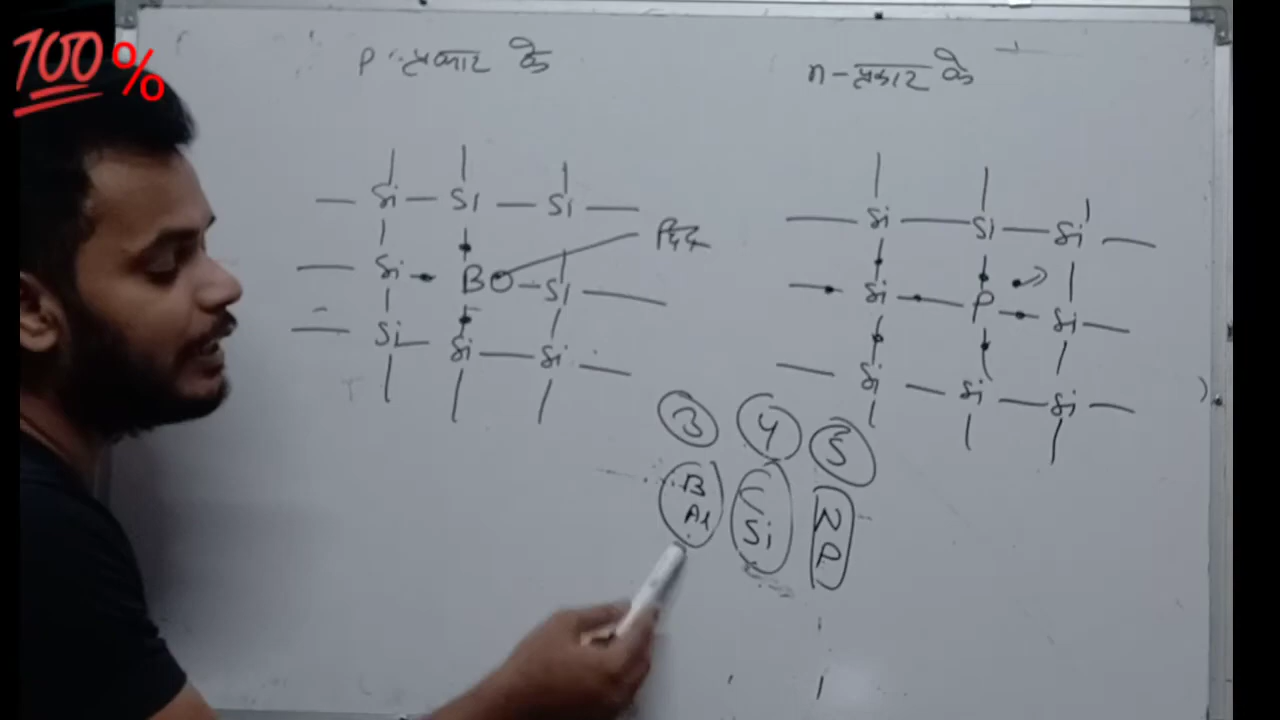 100%
p-प्रकार के
n-प्रकार के
Si Si Si
Si B Si
छिद्र
Si Si Si
Si Si Si
Si P Si
Si Si Si
3 4 5
B C N
Al Si P